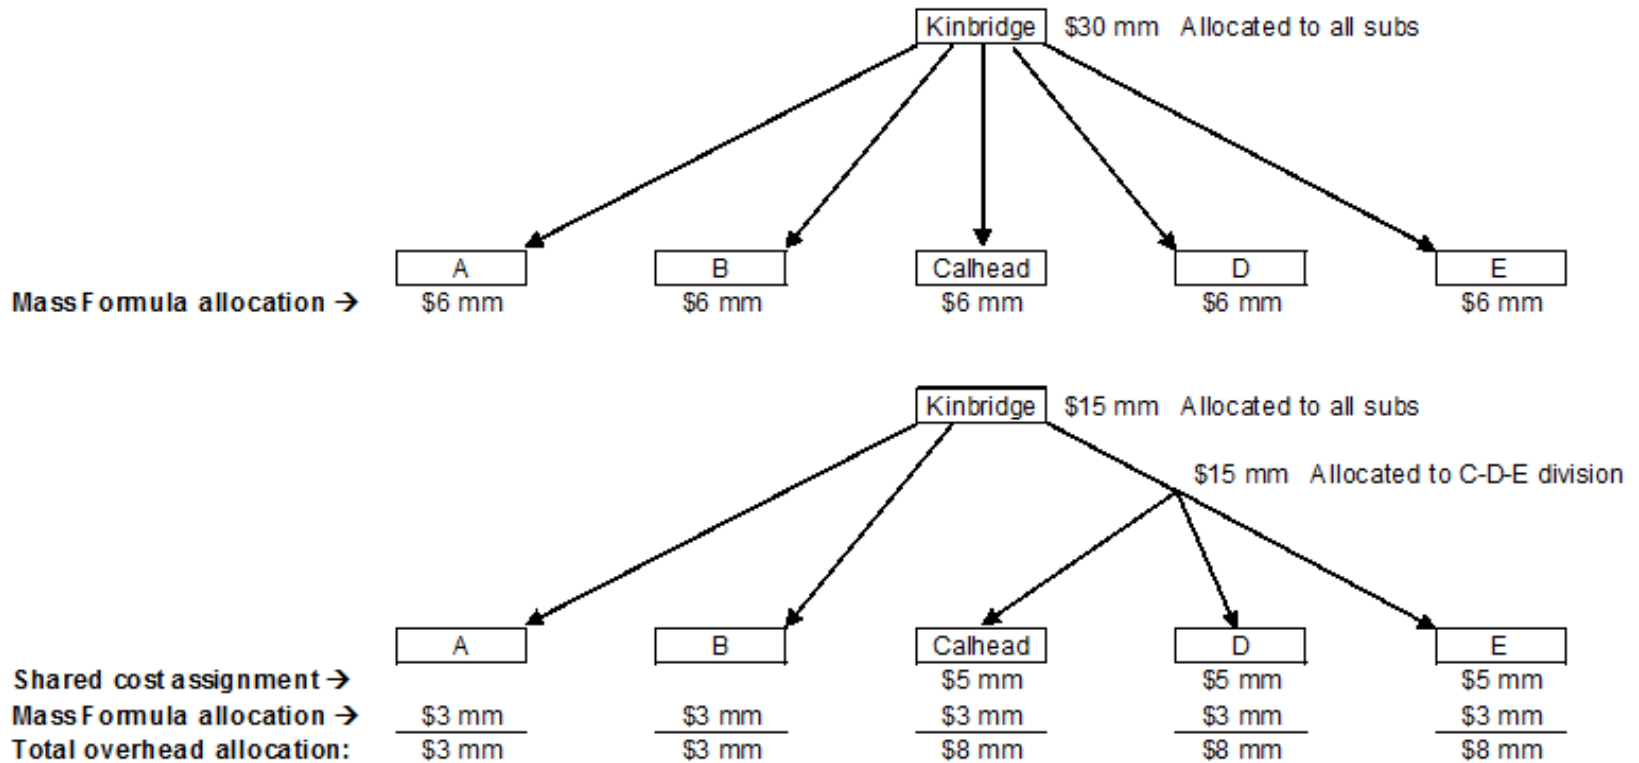 Kinbridge $30 mm Allocated to all subs
A B Calhead D E
Mass Formula allocation → $6 mm $6 mm $6 mm $6 mm $6 mm
Kinbridge $15 mm Allocated to all subs
$15 mm Allocated to C-D-E division
A B Calhead D E
Shared cost assignment → $5 mm $5 mm $5 mm
Mass Formula allocation → $3 mm $3 mm $3 mm $3 mm $3 mm
Total overhead allocation: $3 mm $3 mm $8 mm $8 mm $8 mm